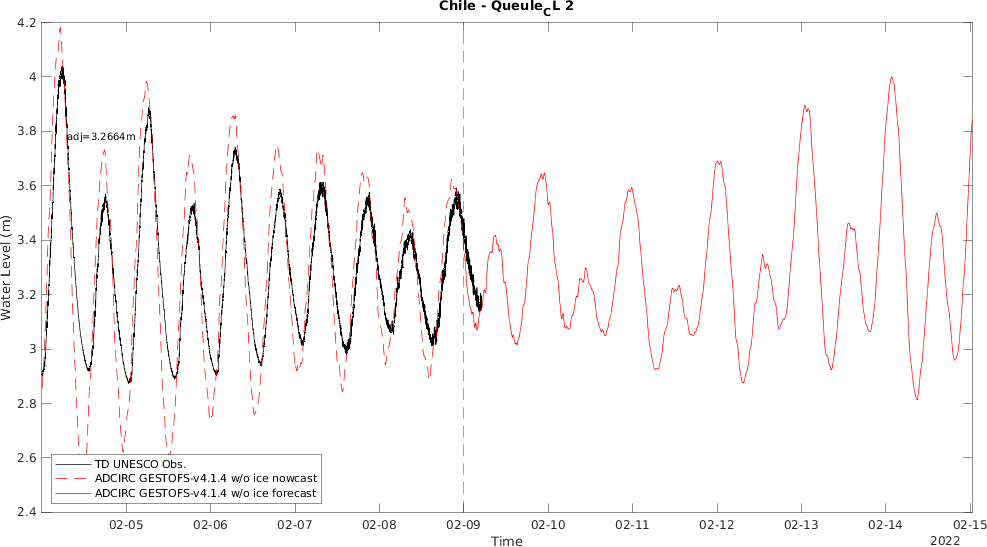 Chile - Queule_CL 2
Water Level (m)
4.2
4
3.8
3.6
3.4
3.2
3
2.8
2.6
2.4
adj=3.2664m
TD UNESCO Obs.
ADCIRC GESTOFS-v4.1.4 w/o ice nowcast
ADCIRC GESTOFS-v4.1.4 w/o ice forecast
02-05 02-06 02-07 02-08 02-09 02-10 02-11 02-12 02-13 02-14 02-15
Time
2022